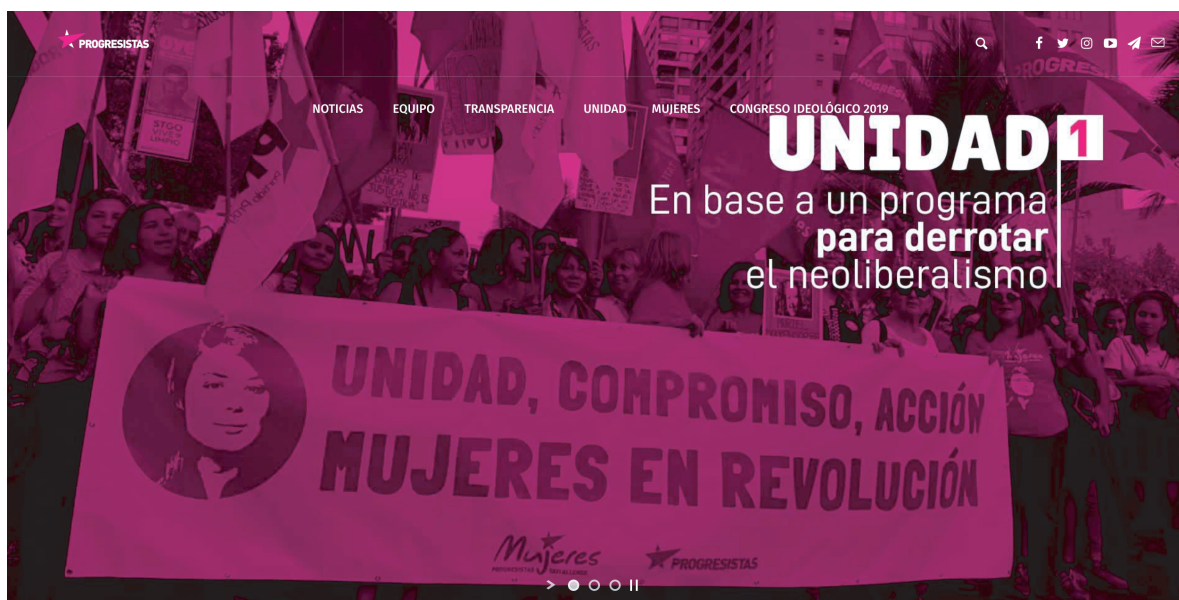 PROGRESISTAS
NOTICIAS EQUIPO TRANSPARENCIA UNIDAD MUJERES CONGRESO IDEOLÓGICO 2019
UNIDAD 1
En base a un programa
para derrotar
el neoliberalismo
UNIDAD, COMPROMISO, ACCIÓN
MUJERES EN REVOLUCIÓN
Mujeres
PROGRESISTAS
PROGRESISTAS